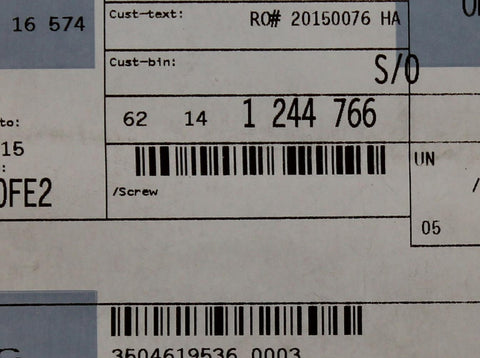 16 574
Cust-text: RO# 20150076 HA
Cust-bin:
S/O
to:
62 14 1 244 766
15
UN
/Screw
05
3504619536 0003